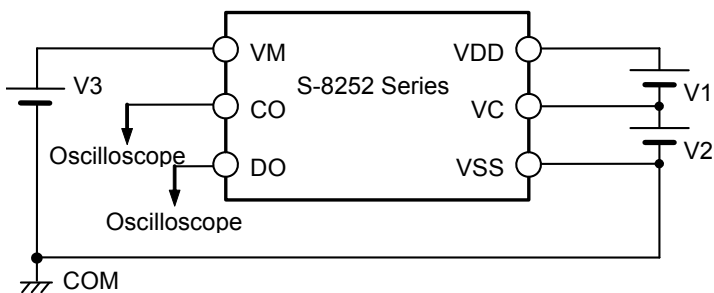 VM VDD
V3 S-8252 Series V1
CO VC
Oscilloscope V2
DO VSS
Oscilloscope
COM